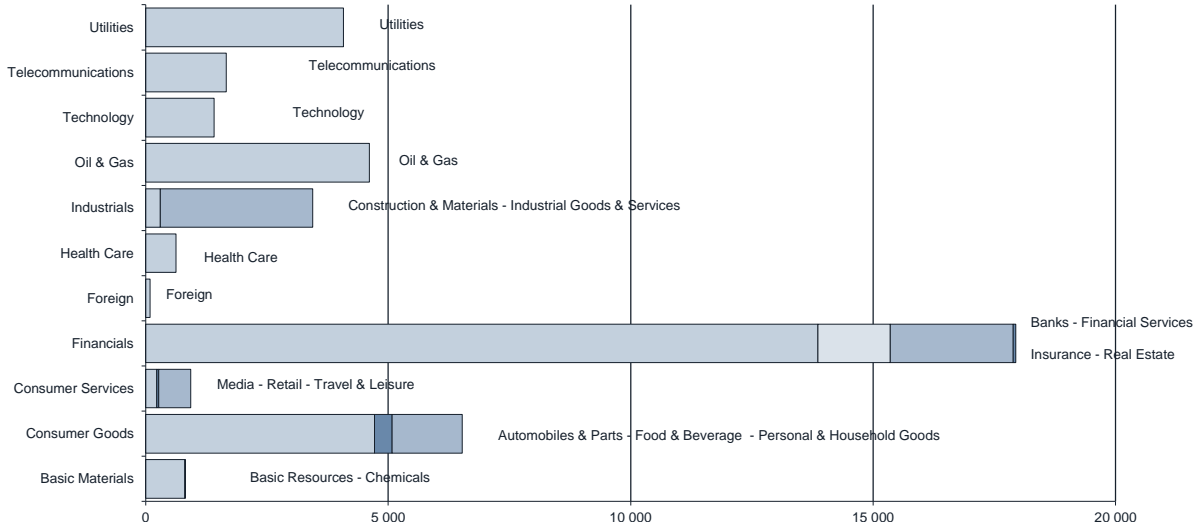 Utilities Utilities
Telecommunications Telecommunications
Technology Technology
Oil & Gas Oil & Gas
Industrials Construction & Materials - Industrial Goods & Services
Health Care Health Care
Foreign Foreign
Banks - Financial Services
Financials
Insurance - Real Estate
Consumer Services Media - Retail - Travel & Leisure
Consumer Goods Automobiles & Parts - Food & Beverage - Personal & Household Goods
Basic Materials Basic Resources - Chemicals
0 5 000 10 000 15 000 20 000